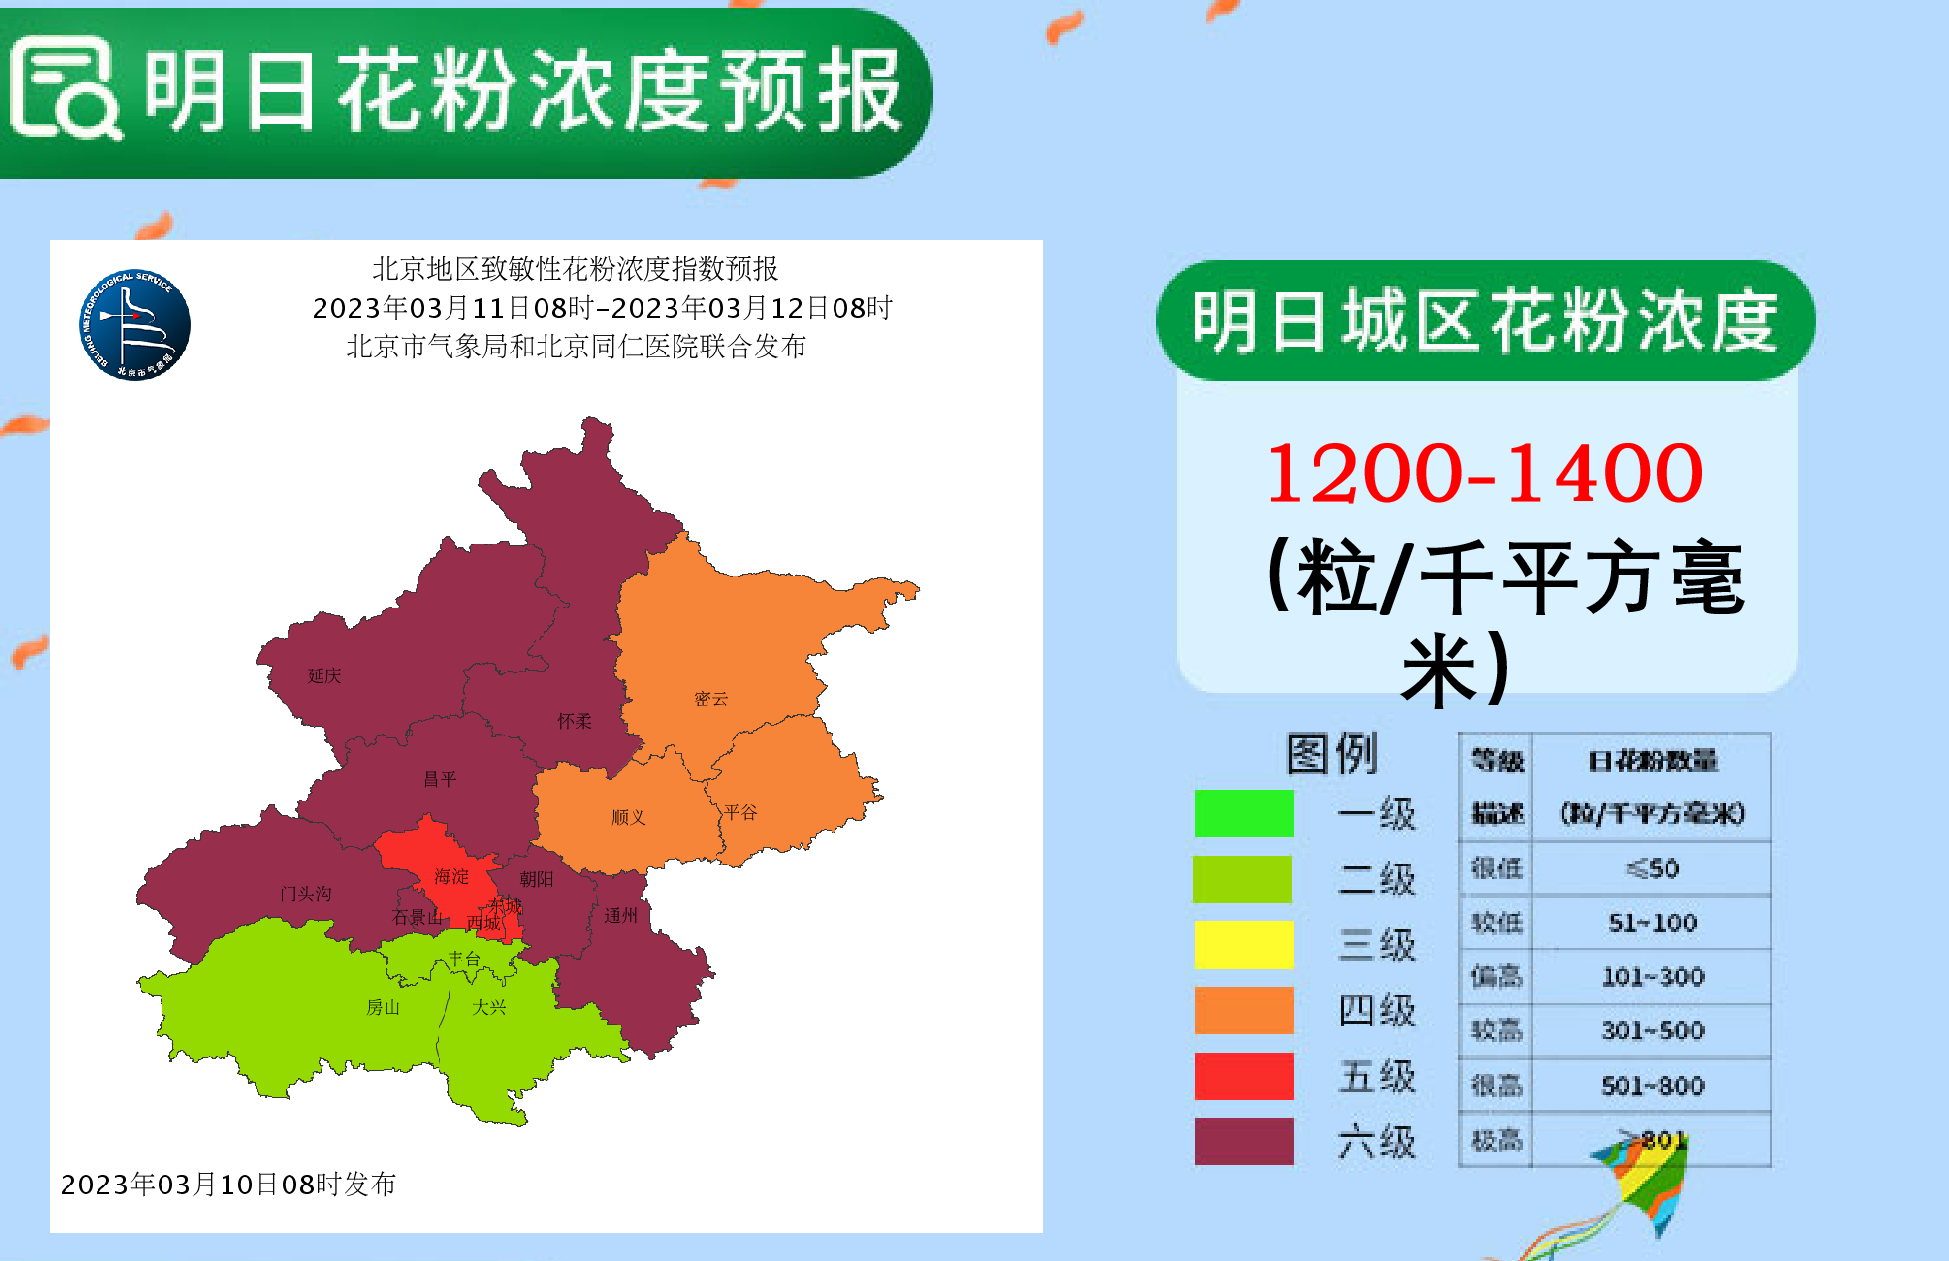 明日花粉浓度预报
BEIJING METEOROLOGICAL SERVICE
北京市气象局
北京地区致敏性花粉浓度指数预报
2023年03月11日08时-2023年03月12日08时
北京市气象局和北京同仁医院联合发布
延庆
怀柔
密云
昌平
顺义
平谷
海淀
朝阳
门头沟
石景山
东城
西城
通州
丰台
房山
大兴
2023年03月10日08时发布
明日城区花粉浓度
1200-1400
(粒/千平方毫
米)
图例
一级
二级
三级
四级
五级
六级
等级 日花粉数量
描述 (粒/千平方毫米)
很低 ≤50
较低 51~100
偏高 101~300
较高 301~500
很高 501~800
极高 ≥801